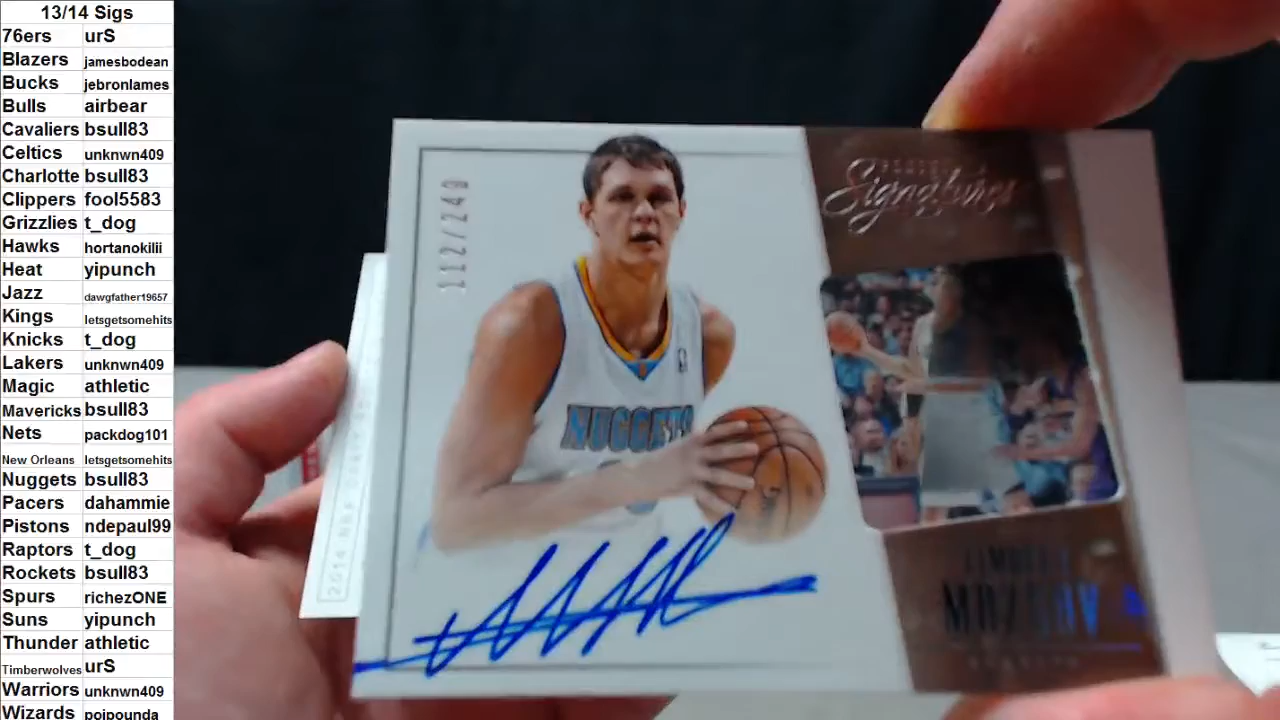 13/14 Sigs
76ers urS
Blazers jamesbodean
Bucks jebronlames
Bulls airbear
Cavaliers bsull83
Celtics unknwn409
Charlotte bsull83
Clippers fool5583
Grizzlies t_dog
Hawks hortanokilii
Heat yipunch
Jazz dawgfather19657
Kings letsgetsomehits
Knicks t_dog
Lakers unknwn409
Magic athletic
Mavericks bsull83
Nets packdog101
New Orleans letsgetsomehits
Nuggets bsull83
Pacers dahammie
Pistons ndepaul99
Raptors t_dog
Rockets bsull83
Spurs richezONE
Suns yipunch
Thunder athletic
Timberwolves urS
Warriors unknwn409
Wizards poipounda
112/249
Signatures
NUGGETS
MOZGOV